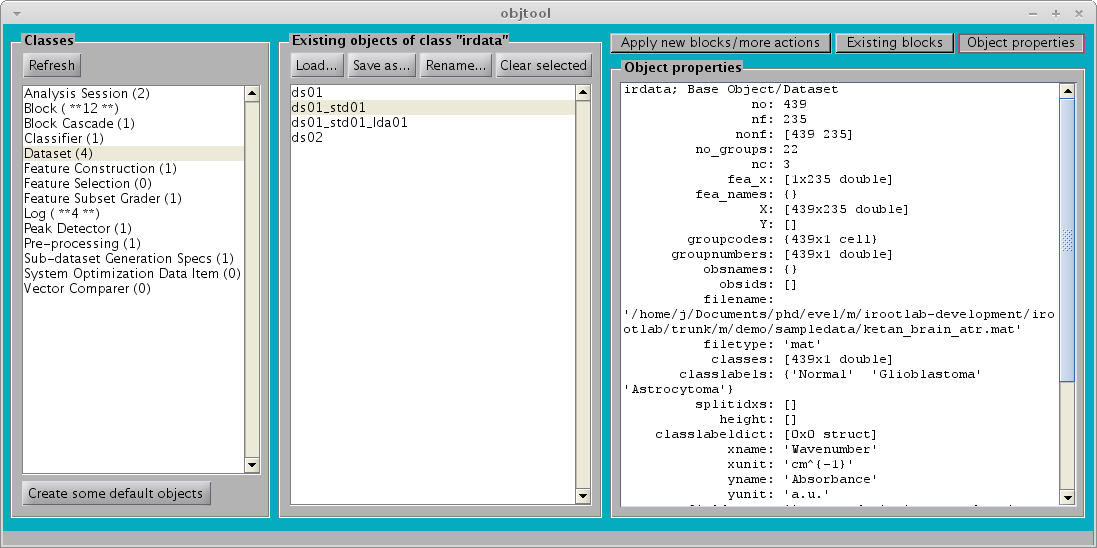 objtool
Classes
Refresh
Analysis Session (2)
Block ( **12 **)
Block Cascade (1)
Classifier (1)
Dataset (4)
Feature Construction (1)
Feature Selection (0)
Feature Subset Grader (1)
Log ( **4 **)
Peak Detector (1)
Pre-processing (1)
Sub-dataset Generation Specs (1)
System Optimization Data Item (0)
Vector Comparer (0)
Create some default objects
Existing objects of class "irdata"
Load... Save as... Rename... Clear selected
ds01
ds01_std01
ds01_std01_lda01
ds02
Apply new blocks/more actions Existing blocks Object properties
Object properties
irdata; Base Object/Dataset
no: 439
nf: 235
nonf: [439 235]
no_groups: 22
nc: 3
fea_x: [1x235 double]
fea_names: {}
X: [439x235 double]
Y: []
groupcodes: {439x1 cell}
groupnumbers: [439x1 double]
obsnames: {}
obsids: []
filename:
'/home/j/Documents/phd/evel/m/irootlab-development/iro
otlab/trunk/m/demo/sampledata/ketan_brain_atr.mat'
filetype: 'mat'
classes: [439x1 double]
classlabels: {'Normal' 'Glioblastoma'
'Astrocytoma'}
splitidxs: []
height: []
classlabeldict: [0x0 struct]
xname: 'Wavenumber'
xunit: 'cm^{-1}'
yname: 'Absorbance'
yunit: 'a.u.'